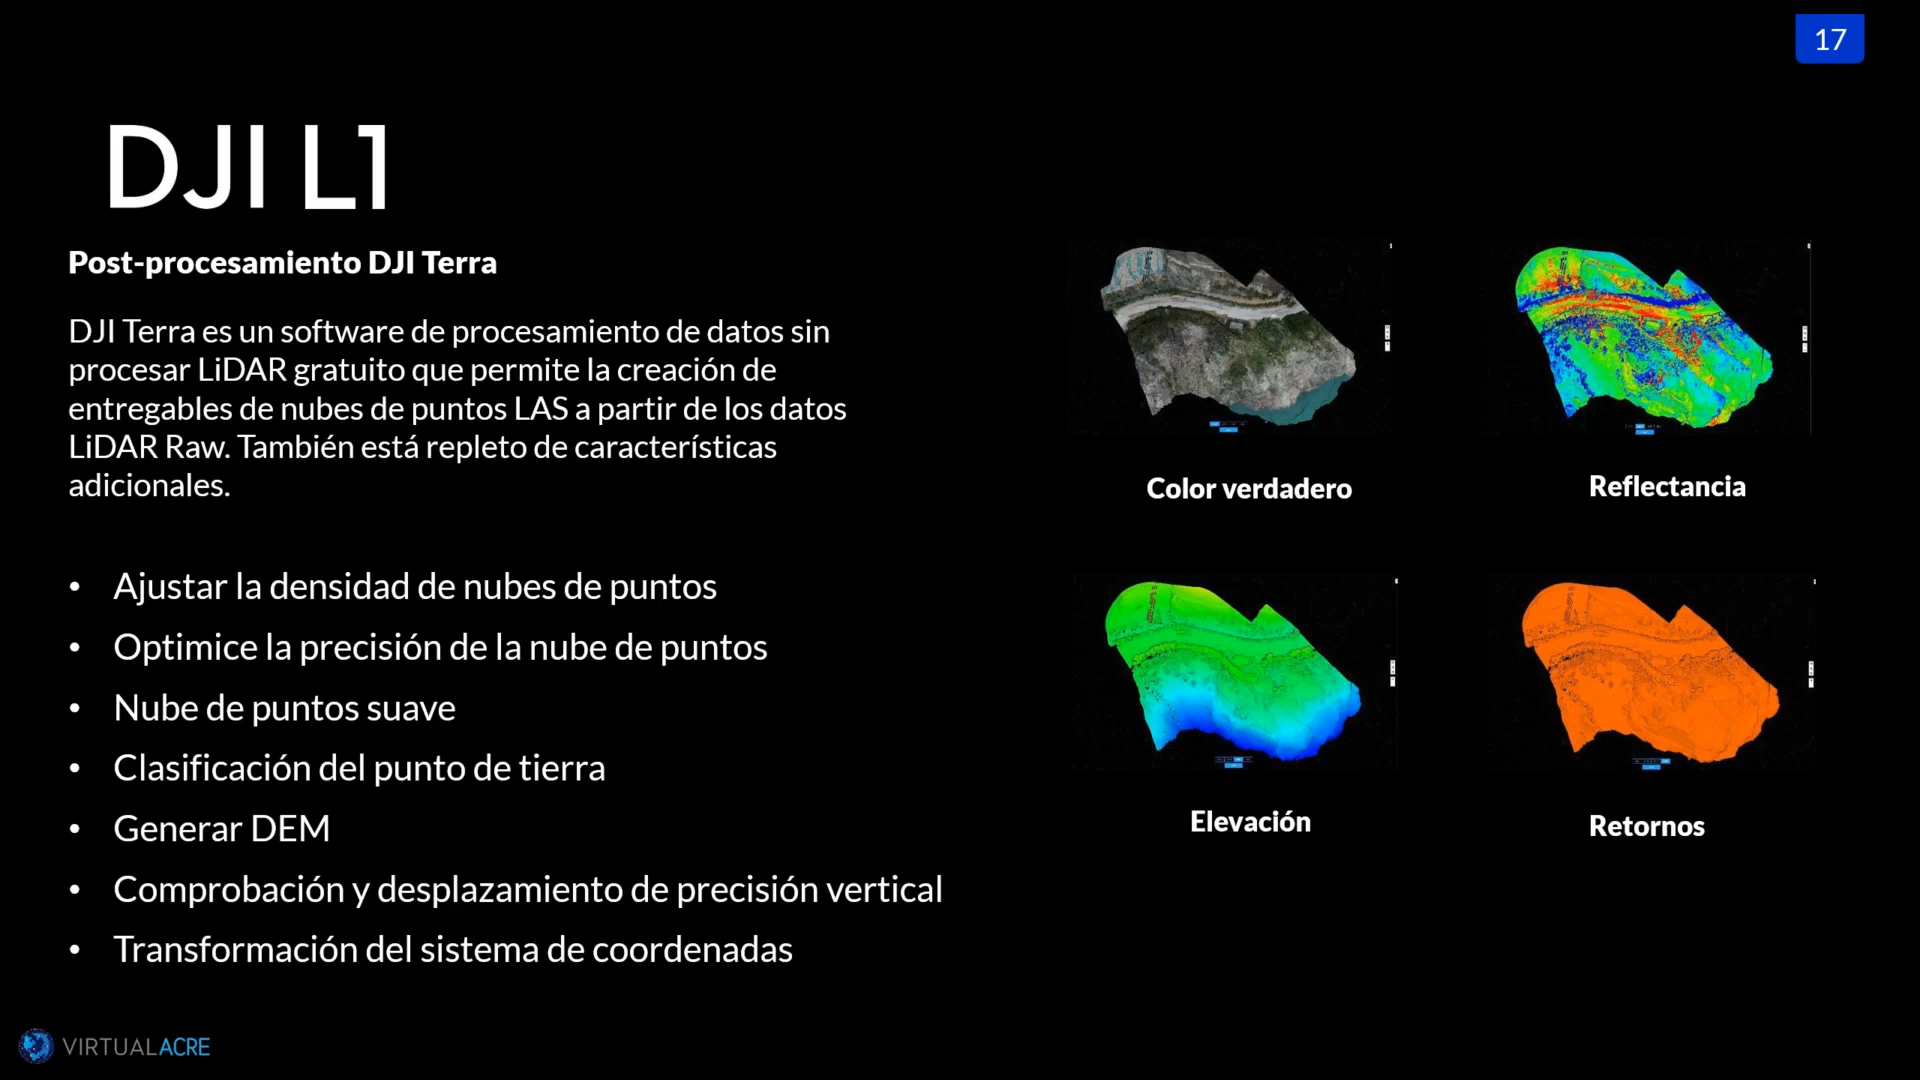 17
DJI L1
Post-procesamiento DJI Terra
DJI Terra es un software de procesamiento de datos sin
procesar LiDAR gratuito que permite la creación de
entregables de nubes de puntos LAS a partir de los datos
LiDAR Raw. También está repleto de características
adicionales.
• Ajustar la densidad de nubes de puntos
• Optimice la precisión de la nube de puntos
• Nube de puntos suave
• Clasificación del punto de tierra
• Generar DEM
• Comprobación y desplazamiento de precisión vertical
• Transformación del sistema de coordenadas
Color verdadero
Reflectancia
Elevación
Retornos
VIRTUALACRE